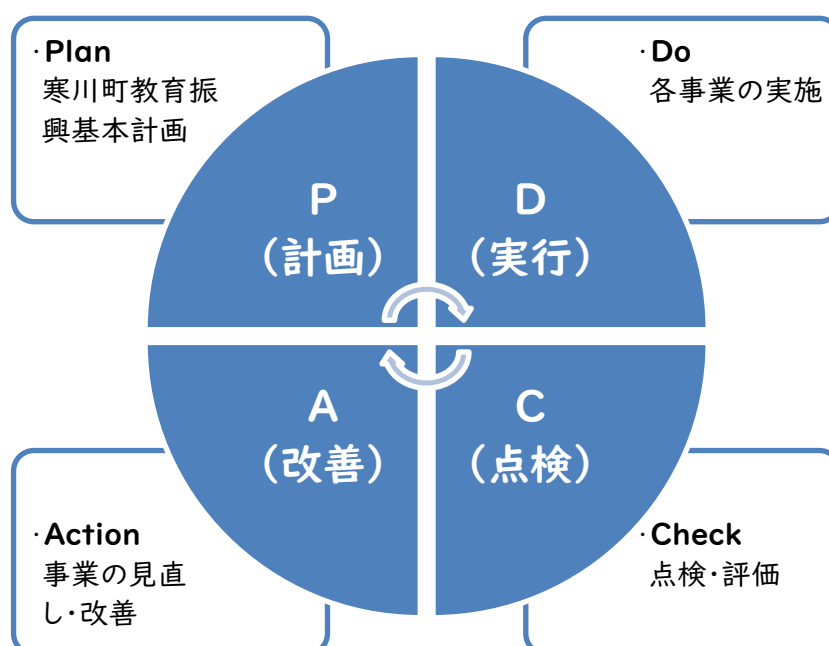 ·Plan
寒川町教育振
興基本計画
·Do
各事業の実施
P
(計画)
D
(実行)
A
(改善)
C
(点検)
·Action
事業の見直
し・改善
·Check
点検・評価